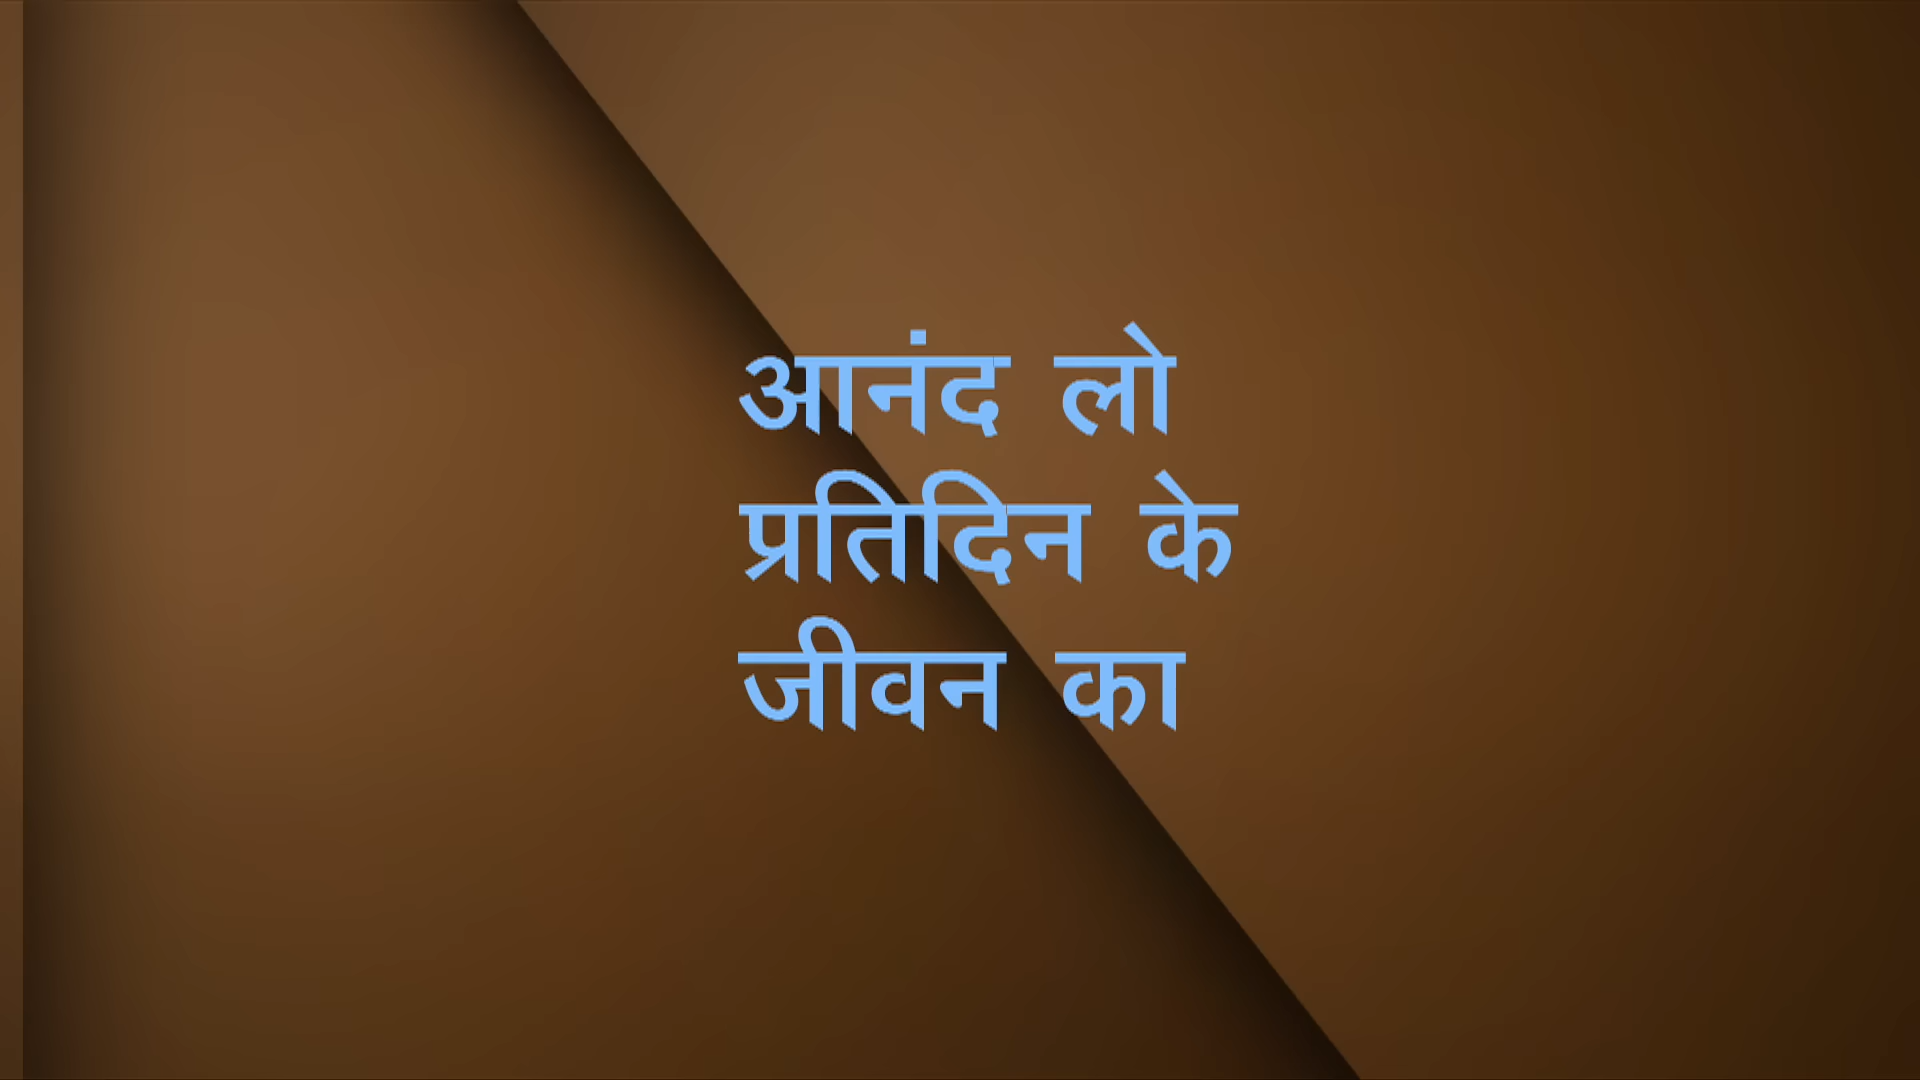 आनंद लो
प्रतिदिन के
जीवन का